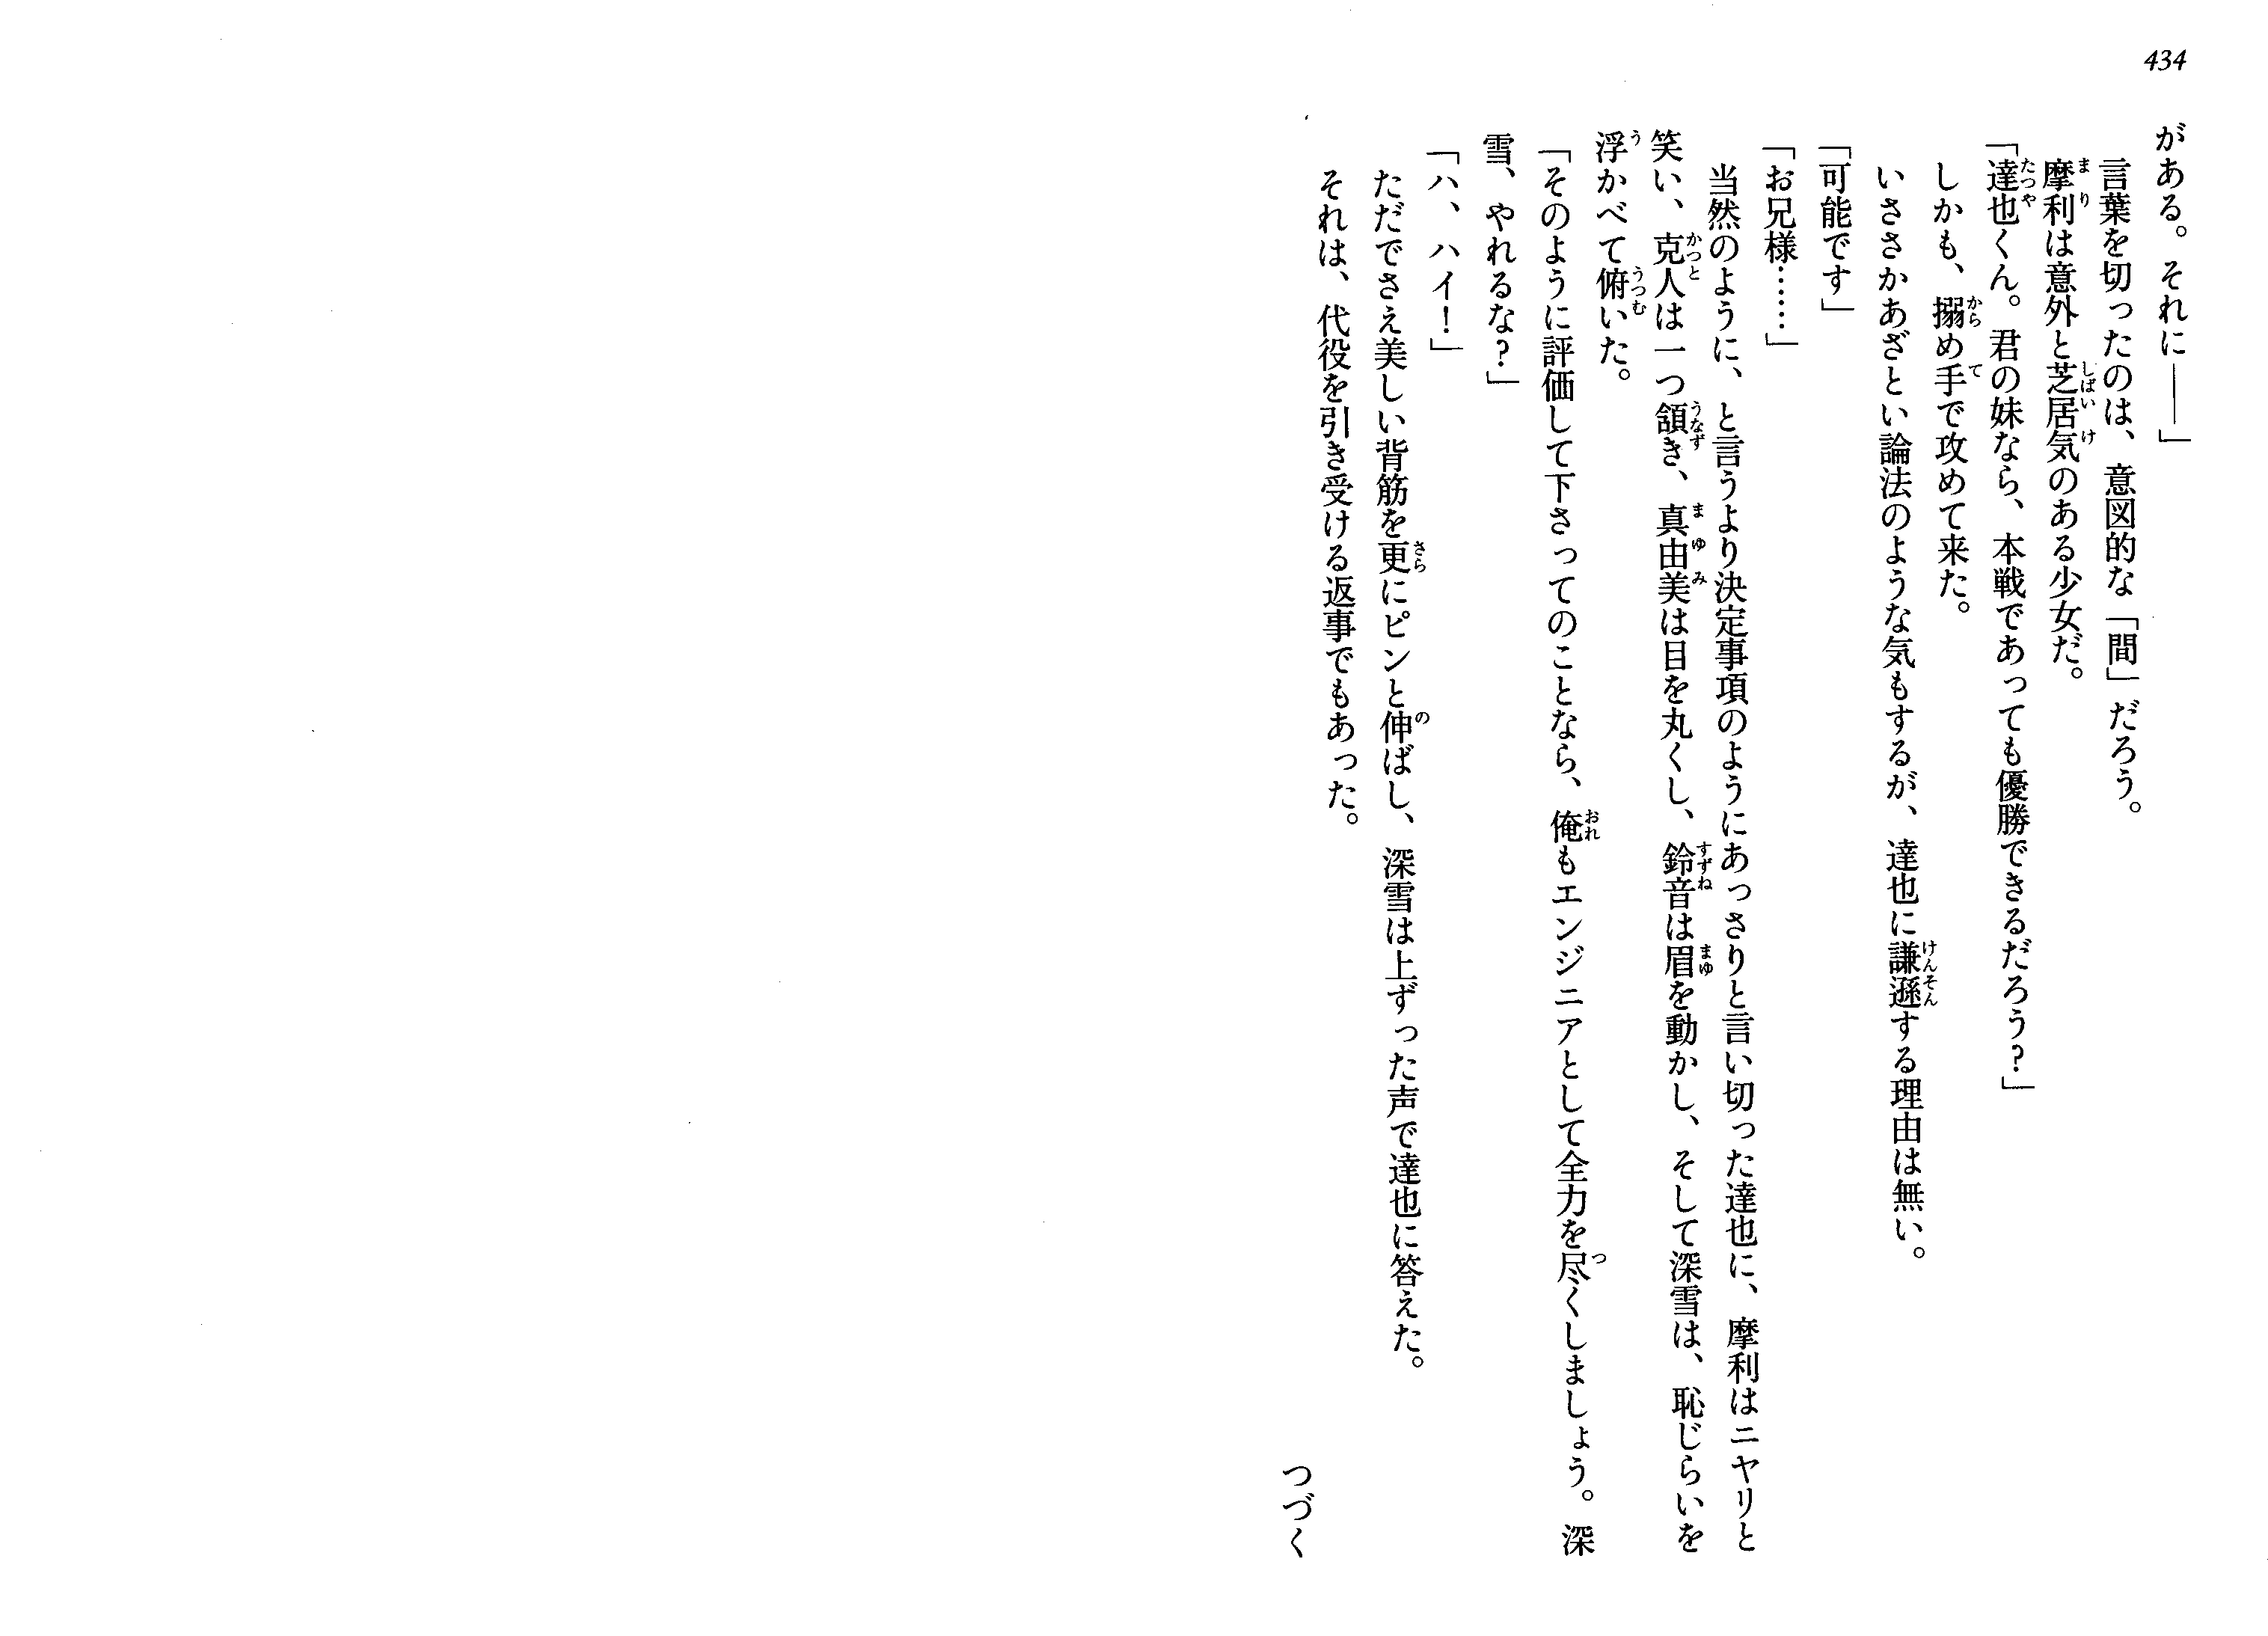 434
がある。それに――」
言葉を切ったのは、意図的な「間」だろう。
摩利は意外と芝居気のある少女だ。
「達也くん。君の妹なら、本戦であっても優勝できるだろう?」
しかも、搦め手で攻めて来た。
いささかあざとい論法のような気もするが、達也に謙遜する理由は無い。
「可能です」
「お兄様……」
当然のように、と言うより決定事項のようにあっさりと言い切った達也に、摩利はニヤリと
笑い、克人は一つ頷き、真由美は目を丸くし、鈴音は眉を動かし、そして深雪は、恥じらいを
浮かべて俯いた。
「そのように評価して下さってのことなら、俺もエンジニアとして全力を尽くしましょう。深
雪、やれるな?」
「ハ、ハイ!」
ただでさえ美しい背筋を更にピンと伸ばし、深雪は上ずった声で達也に答えた。
それは、代役を引き受ける返事でもあった。
つづく